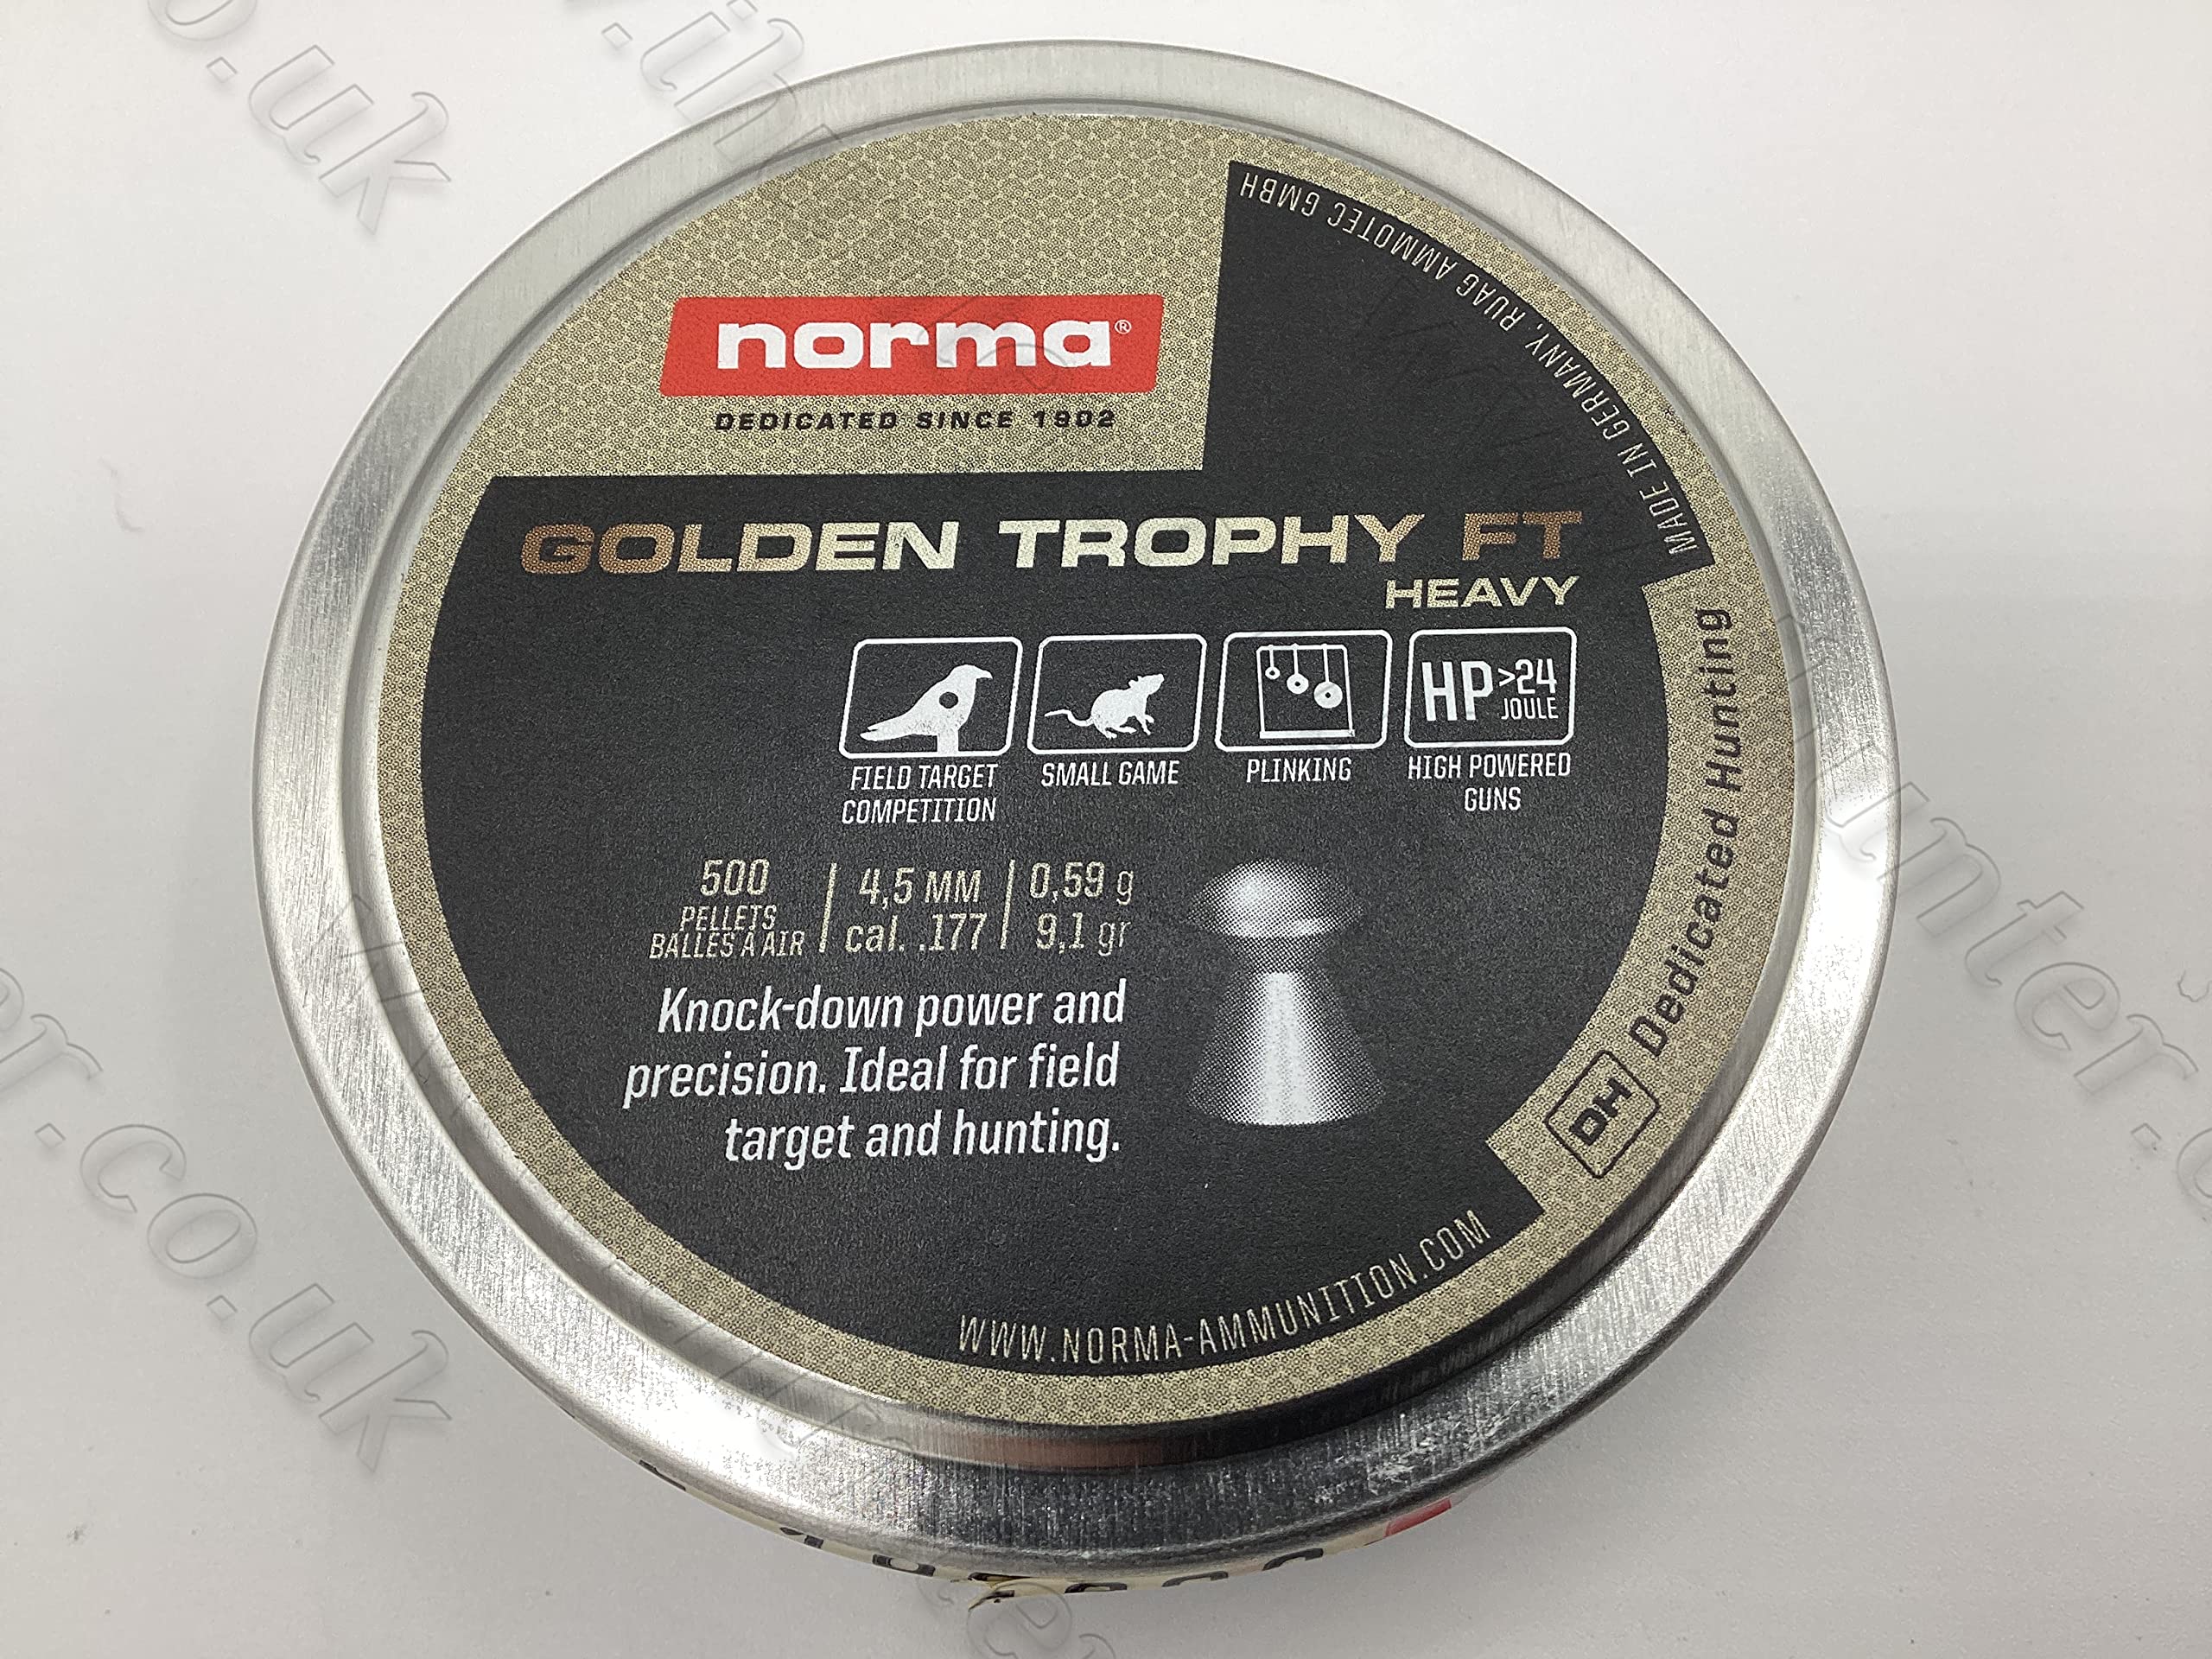 norma®
DEDICATED SINCE 1902
MADE IN GERMANY, RUAG AMMOTEC GMBH
GOLDEN TROPHY FT
HEAVY
HP >24
JOULE
FIELD TARGET
COMPETITION
SMALL GAME
PLINKING
HIGH POWERED
GUNS
500
PELLETS
BALLES À AIR
4,5 MM
cal. .177
0,59 g
9,1 gr
Knock-down power and
precision. Ideal for field
target and hunting.
DH Dedicated Hunting
WWW.NORMA-AMMUNITION.COM